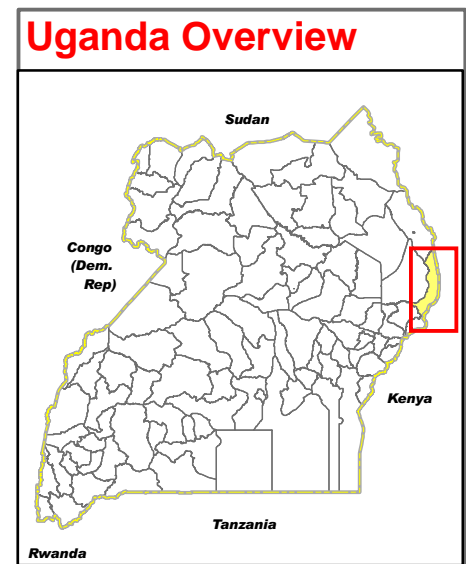 Uganda Overview
Sudan
Congo
(Dem.
Rep)
Kenya
Tanzania
Rwanda